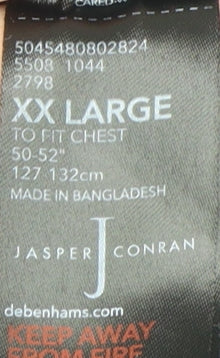 5045480802824
5508 1044
2798
XX LARGE
TO FIT CHEST
50-52"
127 132cm
MADE IN BANGLADESH
J
JASPER CONRAN
debenhams.com
KEEP AWAY
FROM FIRE